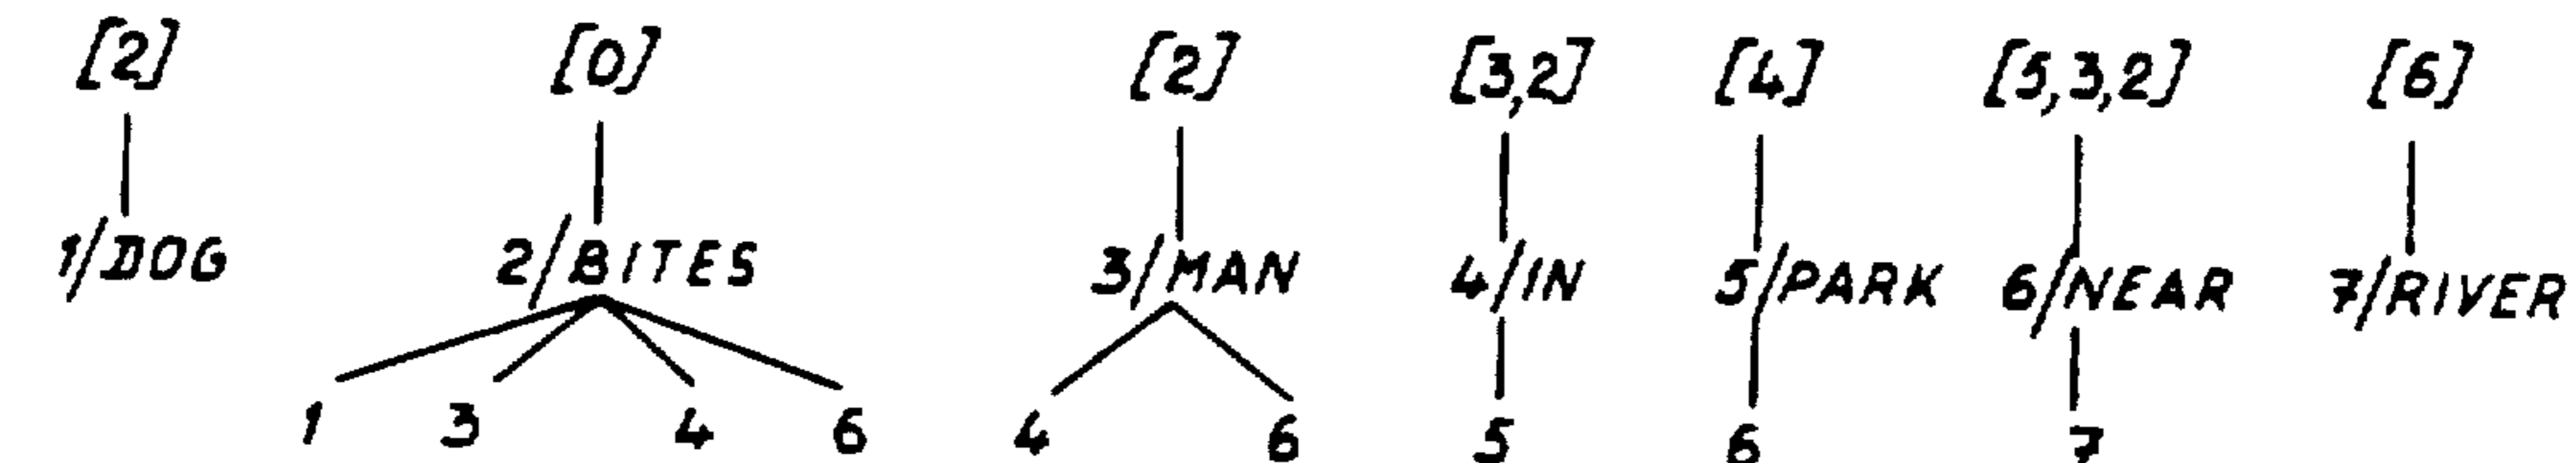 [2] [0] [2] [3,2] [4] [5,3,2] [6]
1/DOG 2/BITES 3/MAN 4/IN 5/PARK 6/NEAR 7/RIVER
1 3 4 6 4 6 5 6 7